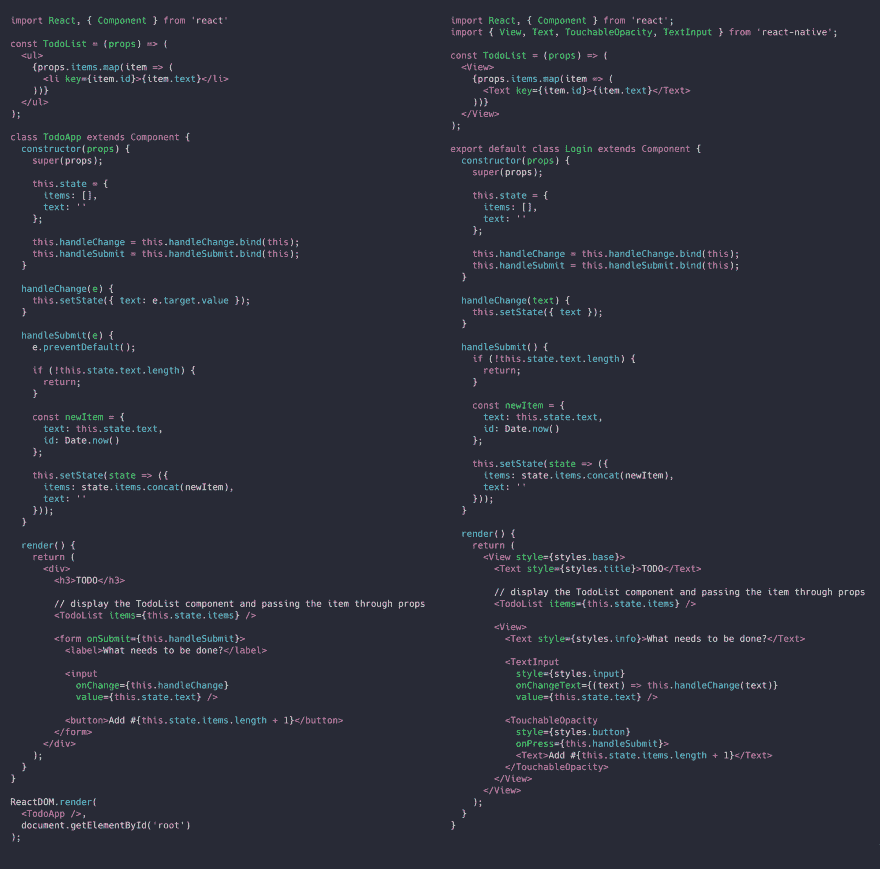 import React, { Component } from 'react'

const TodoList = (props) => (
  <ul>
    {props.items.map(item => (
      <li key={item.id}>{item.text}</li>
    ))}
  </ul>
);

class TodoApp extends Component {
  constructor(props) {
    super(props);

    this.state = {
      items: [],
      text: ''
    };

    this.handleChange = this.handleChange.bind(this);
    this.handleSubmit = this.handleSubmit.bind(this);
  }

  handleChange(e) {
    this.setState({ text: e.target.value });
  }

  handleSubmit(e) {
    e.preventDefault();

    if (!this.state.text.length) {
      return;
    }

    const newItem = {
      text: this.state.text,
      id: Date.now()
    };

    this.setState(state => ({
      items: state.items.concat(newItem),
      text: ''
    }));
  }

  render() {
    return (
      <div>
        <h3>TODO</h3>

        // display the TodoList component and passing the item through props
        <TodoList items={this.state.items} />

        <form onSubmit={this.handleSubmit}>
          <label>What needs to be done?</label>

          <input
            onChange={this.handleChange}
            value={this.state.text} />

          <button>Add #{this.state.items.length + 1}</button>
        </form>
      </div>
    );
  }
}

ReactDOM.render(
  <TodoApp />,
  document.getElementById('root')
);

import React, { Component } from 'react';
import { View, Text, TouchableOpacity, TextInput } from 'react-native';

const TodoList = (props) => (
  <View>
    {props.items.map(item => (
      <Text key={item.id}>{item.text}</Text>
    ))}
  </View>
);

export default class Login extends Component {
  constructor(props) {
    super(props);

    this.state = {
      items: [],
      text: ''
    };

    this.handleChange = this.handleChange.bind(this);
    this.handleSubmit = this.handleSubmit.bind(this);
  }

  handleChange(text) {
    this.setState({ text });
  }

  handleSubmit() {
    if (!this.state.text.length) {
      return;
    }

    const newItem = {
      text: this.state.text,
      id: Date.now()
    };

    this.setState(state => ({
      items: state.items.concat(newItem),
      text: ''
    }));
  }

  render() {
    return (
      <View style={styles.base}>
        <Text style={styles.title}>TODO</Text>

        // display the TodoList component and passing the item through props
        <TodoList items={this.state.items} />

        <View>
          <Text style={styles.info}>What needs to be done?</Text>

          <TextInput
            style={styles.input}
            onChangeText={(text) => this.handleChange(text)}
            value={this.state.text} />

          <TouchableOpacity
            style={styles.button}
            onPress={this.handleSubmit}>
            <Text>Add #{this.state.items.length + 1}</Text>
          </TouchableOpacity>
        </View>
      </View>
    );
  }
}